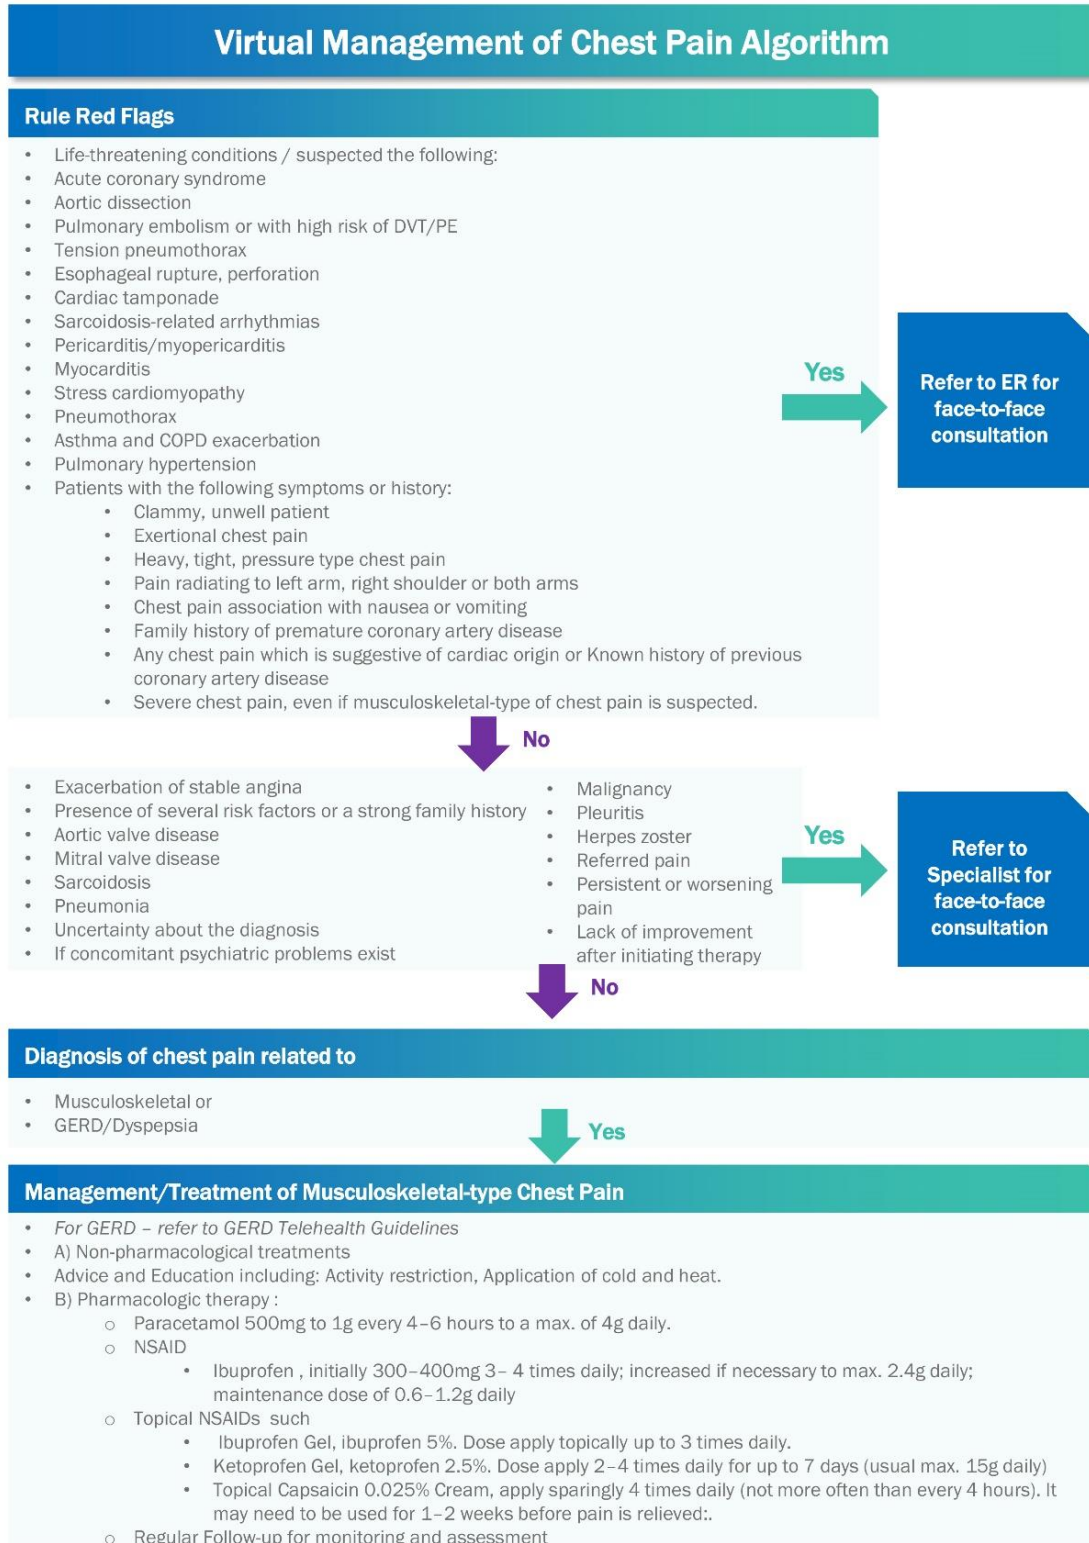 Virtual Management of Chest Pain Algorithm
Rule Red Flags
• Life-threatening conditions / suspected the following:
• Acute coronary syndrome
• Aortic dissection
• Pulmonary embolism or with high risk of DVT/PE
• Tension pneumothorax
• Esophageal rupture, perforation
• Cardiac tamponade
• Sarcoidosis-related arrhythmias
• Pericarditis/myopericarditis
• Myocarditis
• Stress cardiomyopathy
• Pneumothorax
• Asthma and COPD exacerbation
• Pulmonary hypertension
• Patients with the following symptoms or history:
• Clammy, unwell patient
• Exertional chest pain
• Heavy, tight, pressure type chest pain
• Pain radiating to left arm, right shoulder or both arms
• Chest pain association with nausea or vomiting
• Family history of premature coronary artery disease
• Any chest pain which is suggestive of cardiac origin or Known history of previous
coronary artery disease
• Severe chest pain, even if musculoskeletal-type of chest pain is suspected.
Yes
Refer to ER for
face-to-face
consultation
No
• Exacerbation of stable angina
• Presence of several risk factors or a strong family history
• Aortic valve disease
• Mitral valve disease
• Sarcoidosis
• Pneumonia
• Uncertainty about the diagnosis
• If concomitant psychiatric problems exist
• Malignancy
• Pleuritis
• Herpes zoster
• Referred pain
• Persistent or worsening
pain
• Lack of improvement
after initiating therapy
Yes
Refer to
Specialist for
face-to-face
consultation
No
Diagnosis of chest pain related to
• Musculoskeletal or
• GERD/Dyspepsia
Yes
Management/Treatment of Musculoskeletal-type Chest Pain
• For GERD – refer to GERD Telehealth Guidelines
• A) Non-pharmacological treatments
• Advice and Education including: Activity restriction, Application of cold and heat.
• B) Pharmacologic therapy :
○ Paracetamol 500mg to 1g every 4–6 hours to a max. of 4g daily.
○ NSAID
• Ibuprofen , initially 300–400mg 3– 4 times daily; increased if necessary to max. 2.4g daily;
maintenance dose of 0.6–1.2g daily
○ Topical NSAIDs such
• Ibuprofen Gel, ibuprofen 5%. Dose apply topically up to 3 times daily.
• Ketoprofen Gel, ketoprofen 2.5%. Dose apply 2–4 times daily for up to 7 days (usual max. 15g daily)
• Topical Capsaicin 0.025% Cream, apply sparingly 4 times daily (not more often than every 4 hours). It
may need to be used for 1–2 weeks before pain is relieved:.
○ Regular Follow-up for monitoring and assessment